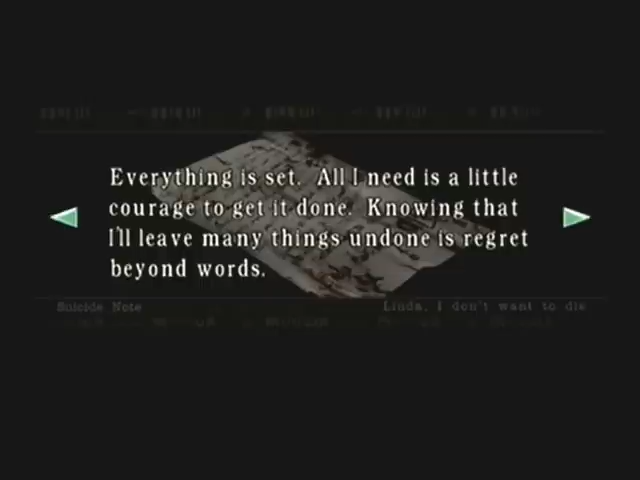 Everything is set. All I need is a little
courage to get it done. Knowing that
I'll leave many things undone is regret
beyond words.
Suicide Note
Linda, I don't want to die